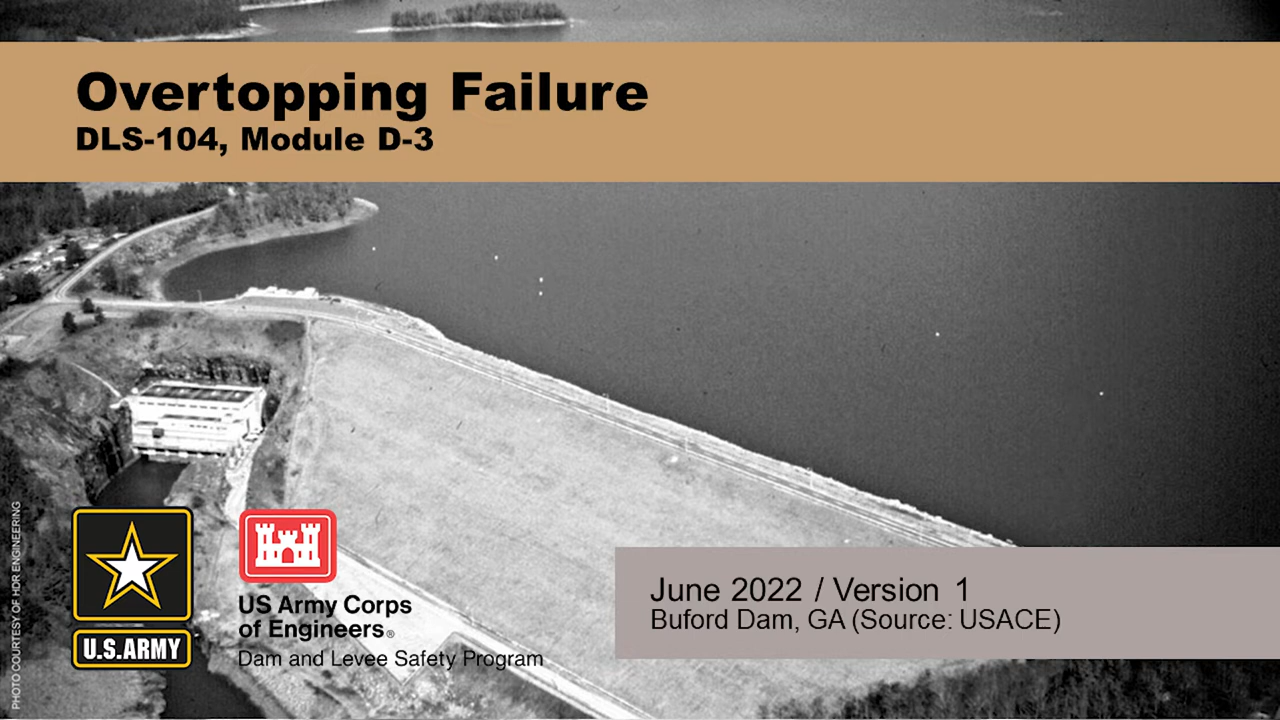 Overtopping Failure
DLS-104, Module D-3
PHOTO COURTESY OF HDR ENGINEERING
U.S.ARMY
US Army Corps
of Engineers®
Dam and Levee Safety Program
June 2022 / Version 1
Buford Dam, GA (Source: USACE)